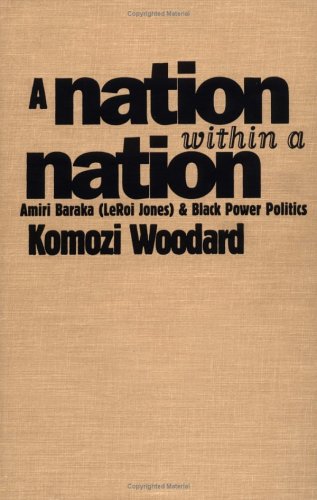 A nation
within a
nation
Amiri Baraka (LeRoi Jones) & Black Power Politics
Komozi Woodard